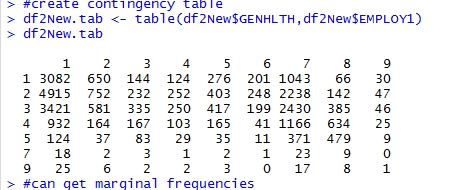 > #create contingency table
> df2New.tab <- table(df2New$GENHLTH,df2New$EMPLOY1)
> df2New.tab
1 2 3 4 5 6 7 8 9
1 3082 650 144 124 276 201 1043 66 30
2 4915 752 232 252 403 248 2238 142 47
3 3421 581 335 250 417 199 2430 385 46
4 932 164 167 103 165 41 1166 634 25
5 124 37 83 29 35 11 371 479 9
7 18 2 3 1 2 1 23 9 0
9 25 6 2 2 3 0 17 8 1
> #can get marginal frequencies